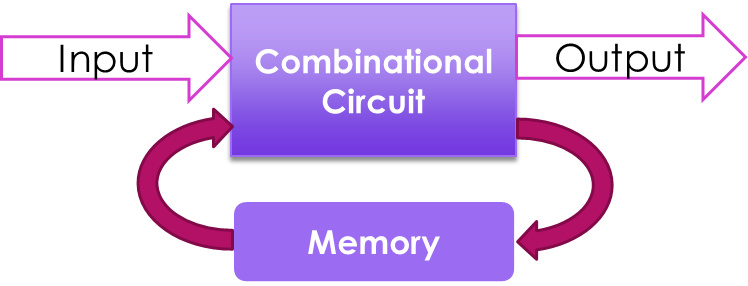 Input
Combinational
Circuit
Output
Memory